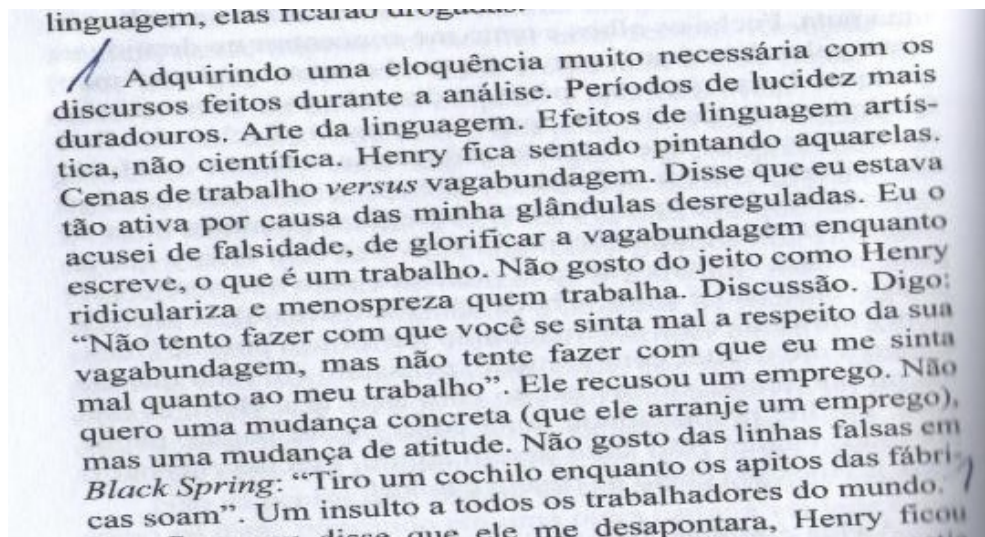 linguagem, elas ficarão drogadas.
Adquirindo uma eloquência muito necessária com os
discursos feitos durante a análise. Períodos de lucidez mais
duradouros. Arte da linguagem. Efeitos de linguagem artís-
tica, não científica. Henry fica sentado pintando aquarelas.
Cenas de trabalho versus vagabundagem. Disse que eu estava
tão ativa por causa das minha glândulas desreguladas. Eu o
acusei de falsidade, de glorificar a vagabundagem enquanto
escreve, o que é um trabalho. Não gosto do jeito como Henry
ridiculariza e menospreza quem trabalha. Discussão. Digo:
“Não tento fazer com que você se sinta mal a respeito da sua
vagabundagem, mas não tente fazer com que eu me sinta
mal quanto ao meu trabalho”. Ele recusou um emprego. Não
quero uma mudança concreta (que ele arranje um emprego),
mas uma mudança de atitude. Não gosto das linhas falsas em
Black Spring: “Tiro um cochilo enquanto os apitos das fábri-
cas soam”. Um insulto a todos os trabalhadores do mundo.
disse que ele me desapontara, Henry ficou